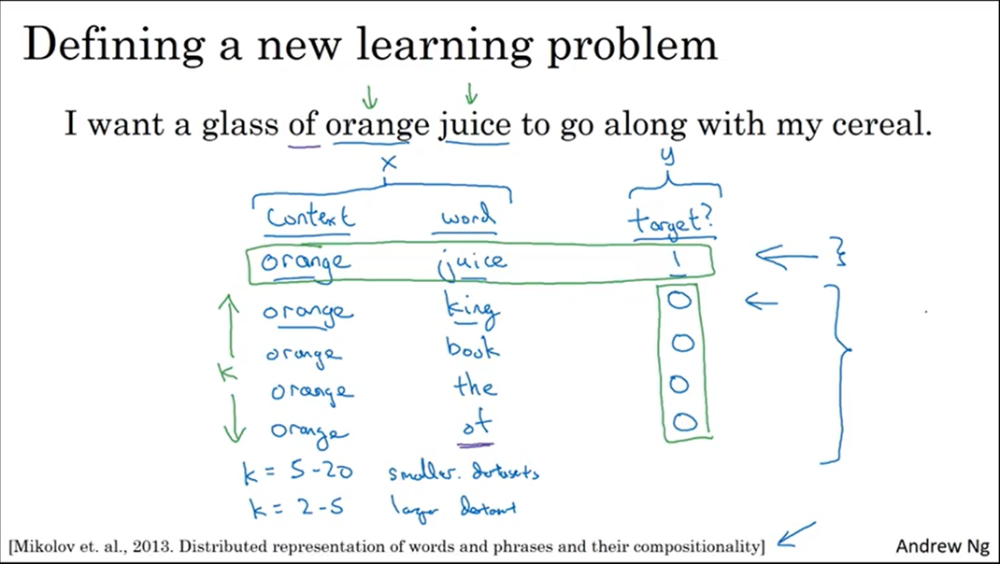 Defining a new learning problem
I want a glass of orange juice to go along with my cereal.
x y
Context word target?
orange juice 1
orange king 0
orange book 0
k orange the 0
orange of 0
k = 5-20 smaller. datasets
k = 2-5 larger dataset
[Mikolov et. al., 2013. Distributed representation of words and phrases and their compositionality] Andrew Ng